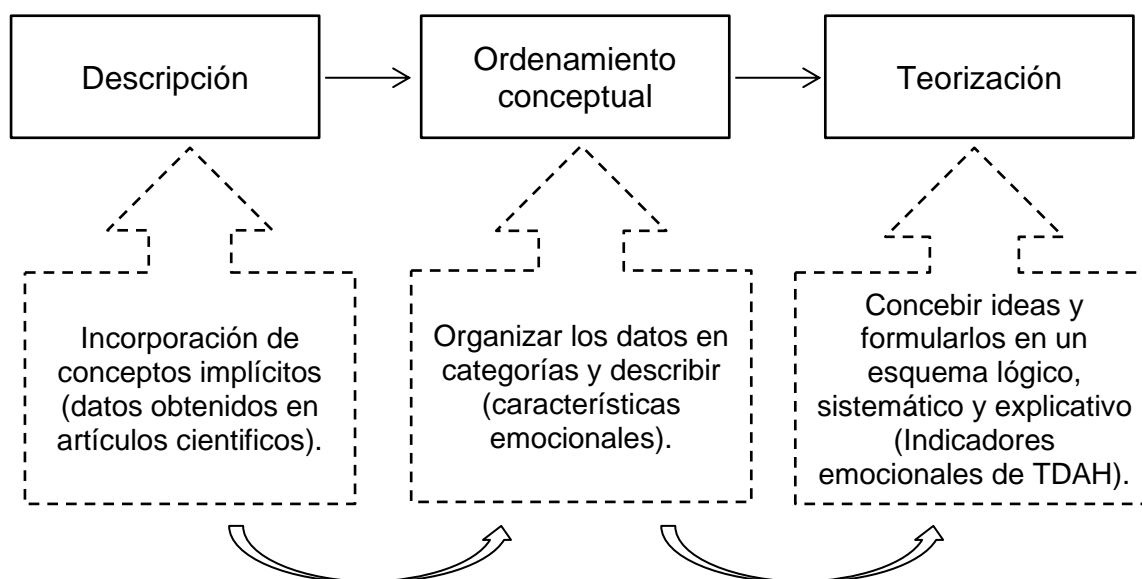 Descripción
Ordenamiento
conceptual
Teorización
Incorporación de
conceptos implícitos
(datos obtenidos en
artículos cientificos).
Organizar los datos en
categorías y describir
(características
emocionales).
Concebir ideas y
formularlos en un
esquema lógico,
sistemático y explicativo
(Indicadores
emocionales de TDAH).